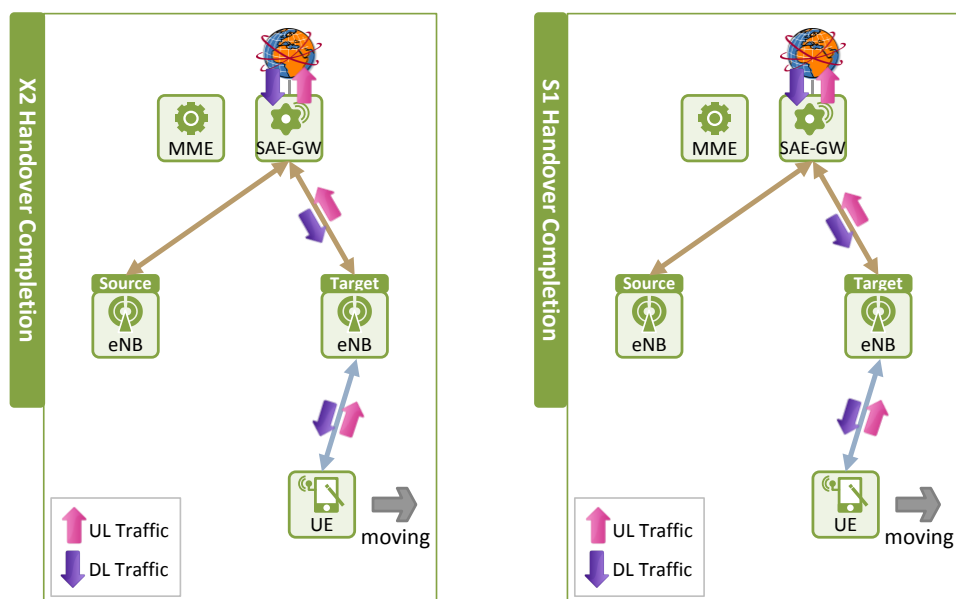 X2 Handover Completion
MME
SAE-GW
Source
eNB
Target
eNB
UE
moving
UL Traffic
DL Traffic
S1 Handover Completion
MME
SAE-GW
Source
eNB
Target
eNB
UE
moving
UL Traffic
DL Traffic